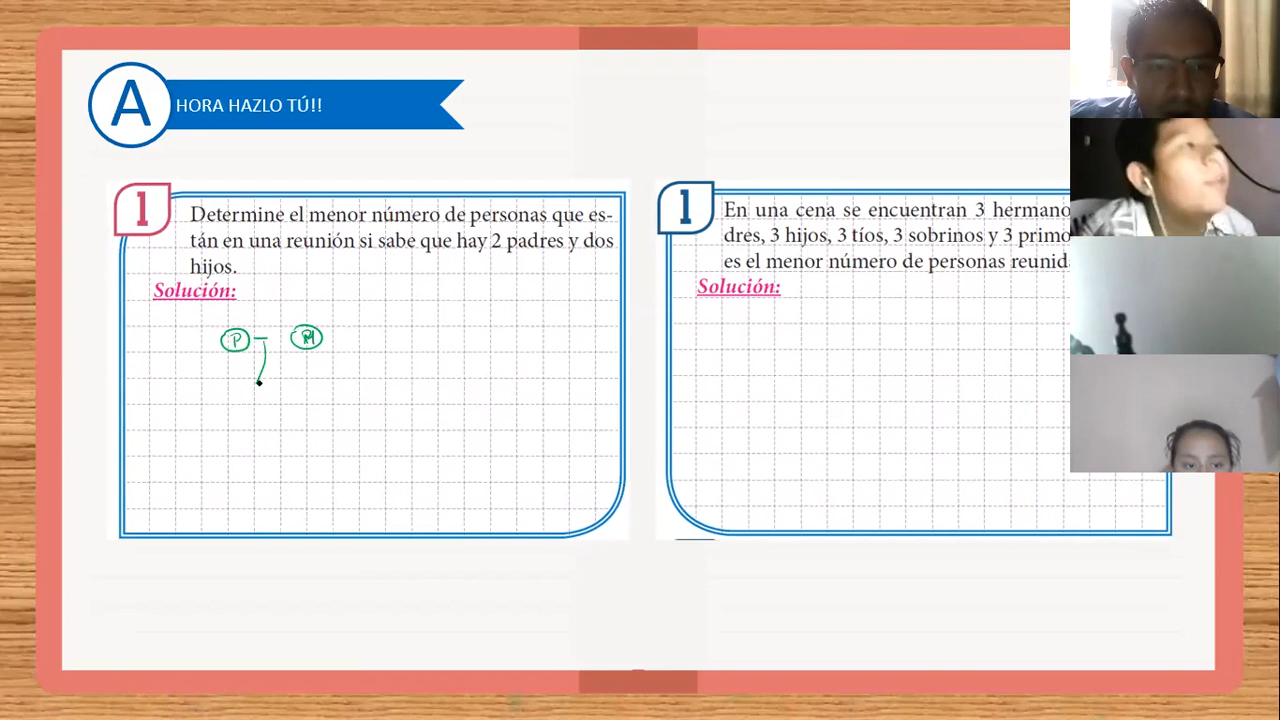 A
HORA HAZLO TÚ!!
1
Determine el menor número de personas que es-
tán en una reunión si sabe que hay 2 padres y dos
hijos.
Solución:
P
1
En una cena se encuentran 3 hermano
dres, 3 hijos, 3 tíos, 3 sobrinos y 3 primo
es el menor número de personas reunid
Solución: